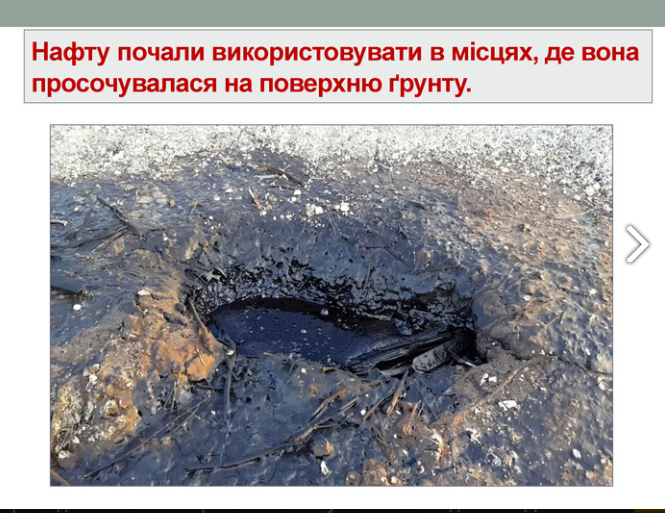 Нафту почали використовувати в місцях, де вона
просочувалася на поверхню ґрунту.